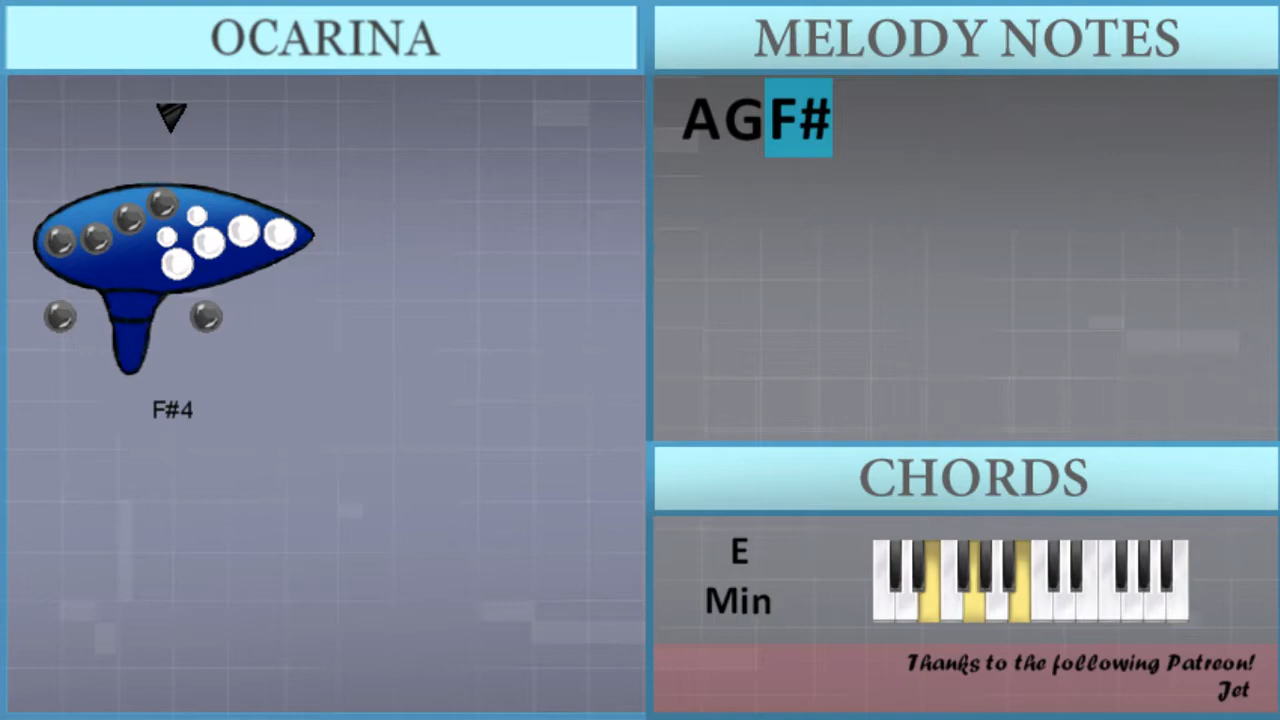 OCARINA
F#4
MELODY NOTES
AGF#
CHORDS
E
Min
Thanks to the following Patreon!
Jet